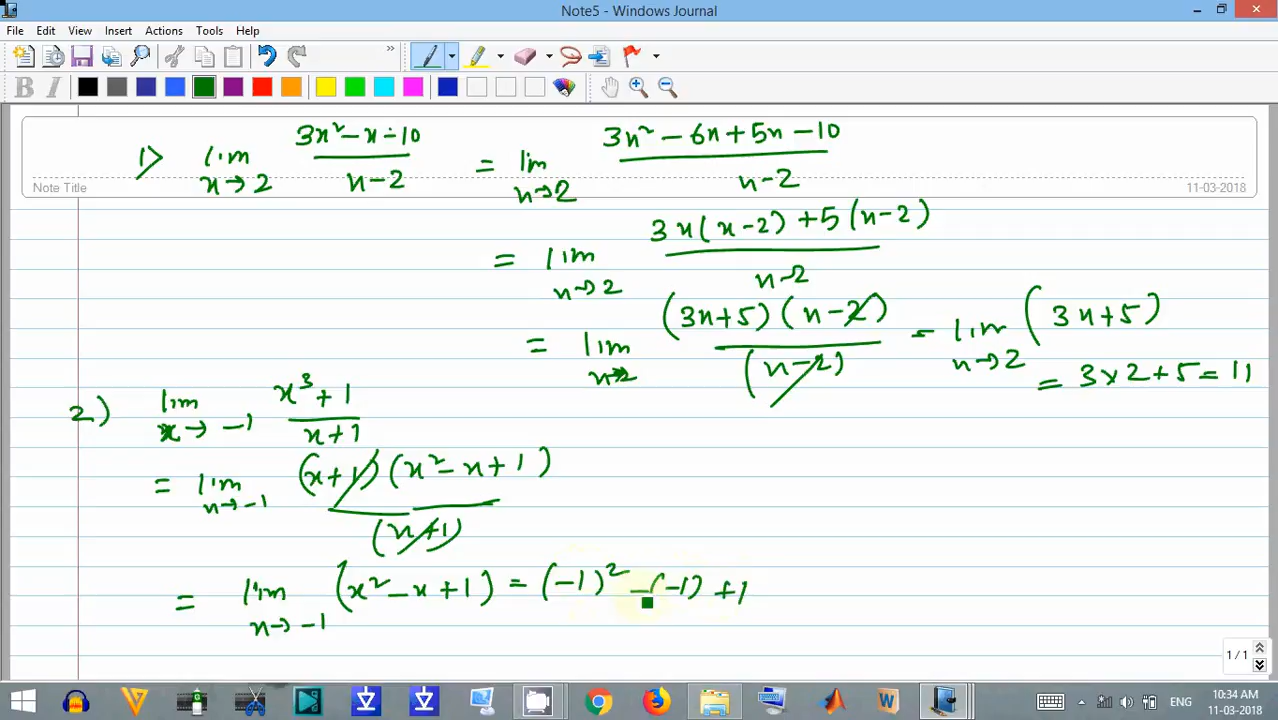 Note5 - Windows Journal
File Edit View Insert Actions Tools Help
B I
1) lim x→2 (3x² - x - 10)/(x-2) = lim x→2 (3x² - 6x + 5x - 10)/(x-2)
Note Title
11-03-2018
= lim x→2 (3x(x-2) + 5(x-2))/(x-2)
= lim x→2 ((3x+5)(x-2))/(x-2) = lim x→2 (3x+5)
= 3×2+5 = 11
2) lim x→-1 (x³+1)/(x+1)
= lim x→-1 ((x+1)(x²-x+1))/(x+1)
= lim x→-1 (x²-x+1) = (-1)² -(-1) +1
1 / 1
ENG
10:34 AM
11-03-2018